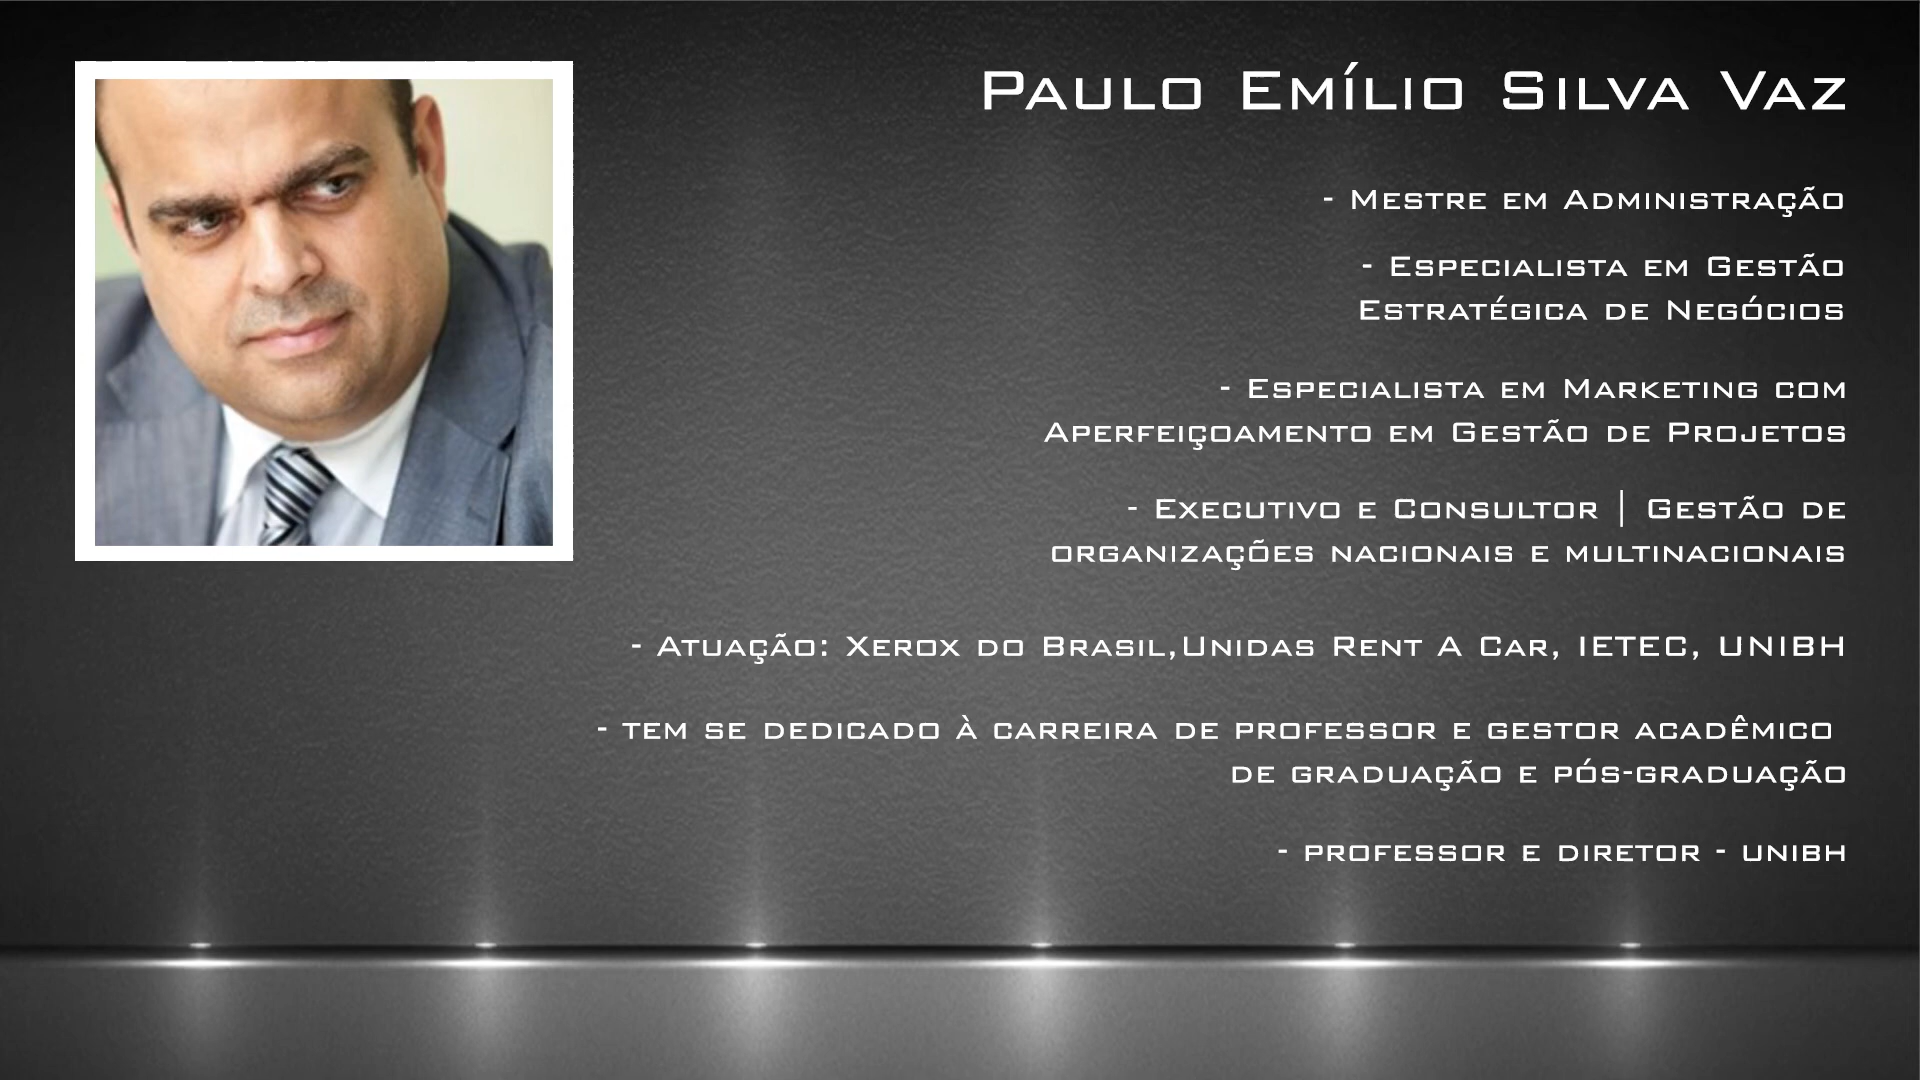 Paulo Emílio Silva Vaz
- Mestre em Administração
- Especialista em Gestão
Estratégica de Negócios
- Especialista em Marketing com
Aperfeiçoamento em Gestão de Projetos
- Executivo e Consultor | Gestão de
organizações nacionais e multinacionais
- Atuação: Xerox do Brasil,Unidas Rent A Car, IETEC, UNIBH
- tem se dedicado à carreira de professor e gestor acadêmico
de graduação e pós-graduação
- professor e diretor - unibh